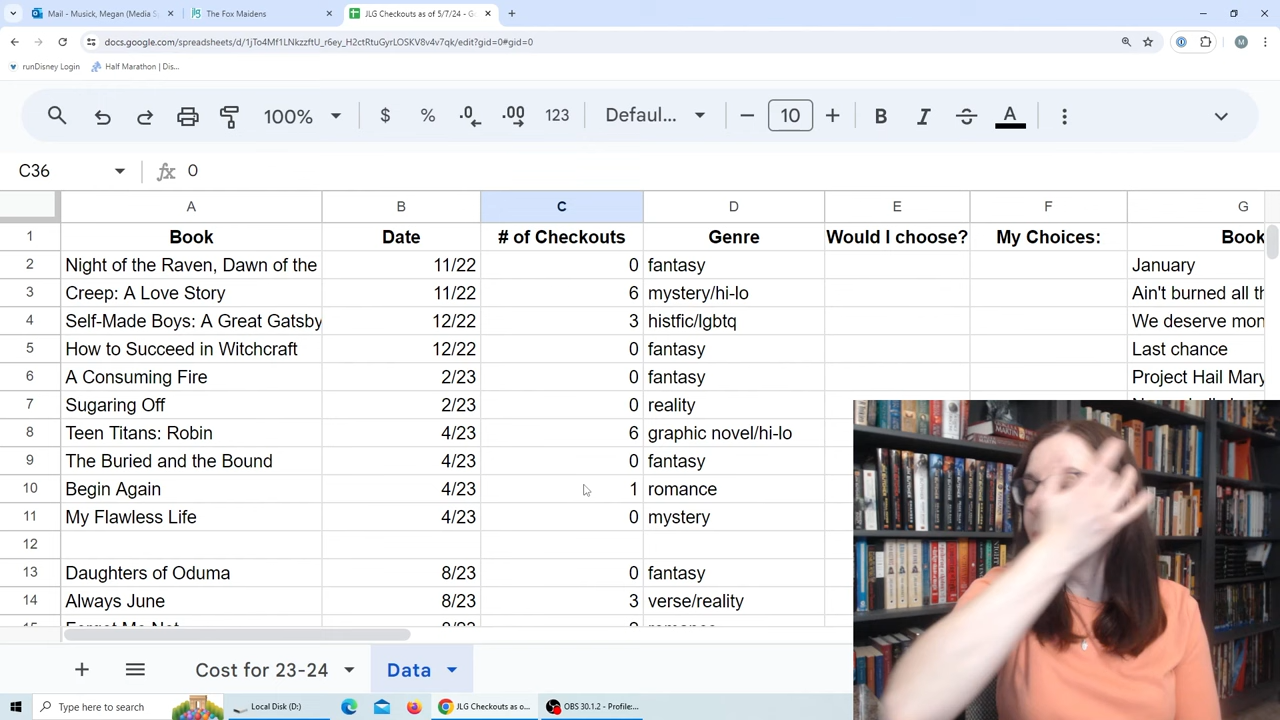 Mail - Musick, Megan (Media S
The Fox Maidens
JLG Checkouts as of 5/7/24 - G
docs.google.com/spreadsheets/d/1jTo4Mf1LNkzzftU_r6ey_H2ctRtuGyrLOSKV8v4v7qk/edit?gid=0#gid=0
M
runDisney Login
Half Marathon | Dis...
100%
$ % .0 .00 123
Defaul...
10
B I A
C36
fx 0
A B C D E F G
1 Book Date # of Checkouts Genre Would I choose? My Choices: Book
2 Night of the Raven, Dawn of the 11/22 0 fantasy January
3 Creep: A Love Story 11/22 6 mystery/hi-lo Ain't burned all th
4 Self-Made Boys: A Great Gatsby 12/22 3 histfic/lgbtq We deserve mon
5 How to Succeed in Witchcraft 12/22 0 fantasy Last chance
6 A Consuming Fire 2/23 0 fantasy Project Hail Mary
7 Sugaring Off 2/23 0 reality
8 Teen Titans: Robin 4/23 6 graphic novel/hi-lo
9 The Buried and the Bound 4/23 0 fantasy
10 Begin Again 4/23 1 romance
11 My Flawless Life 4/23 0 mystery
12
13 Daughters of Oduma 8/23 0 fantasy
14 Always June 8/23 3 verse/reality
Cost for 23-24
Data
Type here to search
Local Disk (D:)
JLG Checkouts as o...
OBS 30.1.2 - Profile:...
MARTIN